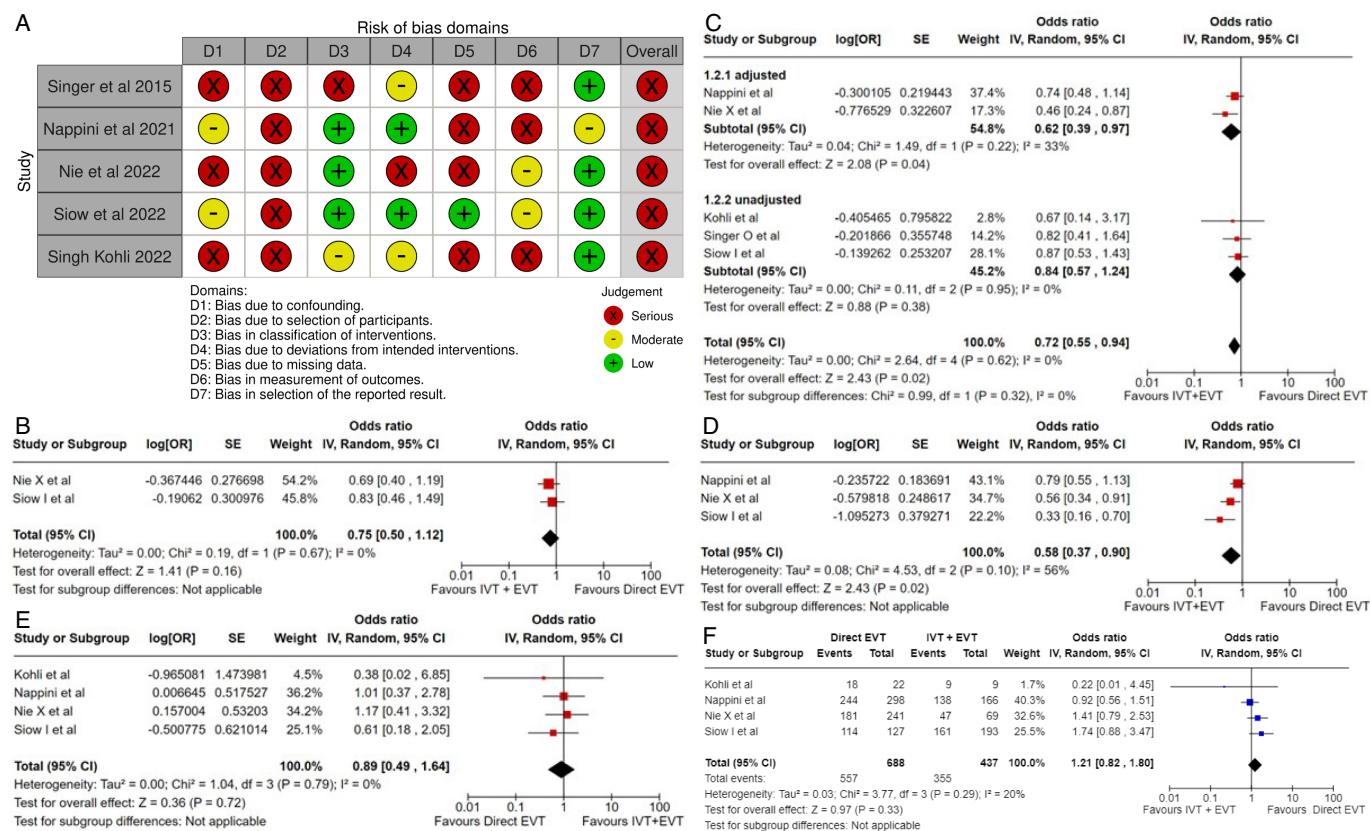 A
Risk of bias domains
D1 D2 D3 D4 D5 D6 D7 Overall
Study
Singer et al 2015 X X X - X X + X
Nappini et al 2021 - X + + X X - X
Nie et al 2022 X X + X X - + X
Siow et al 2022 - X + + + - + X
Singh Kohli 2022 X X - - X X + X
Domains:
D1: Bias due to confounding.
D2: Bias due to selection of participants.
D3: Bias in classification of interventions.
D4: Bias due to deviations from intended interventions.
D5: Bias due to missing data.
D6: Bias in measurement of outcomes.
D7: Bias in selection of the reported result.
Judgement
X Serious
- Moderate
+ Low
B
Odds ratio Odds ratio
Study or Subgroup log[OR] SE Weight IV, Random, 95% CI IV, Random, 95% CI
Nie X et al -0.367446 0.276698 54.2% 0.69 [0.40 , 1.19]
Siow I et al -0.19062 0.300976 45.8% 0.83 [0.46 , 1.49]
Total (95% CI) 100.0% 0.75 [0.50 , 1.12]
Heterogeneity: Tau² = 0.00; Chi² = 0.19, df = 1 (P = 0.67); I² = 0%
Test for overall effect: Z = 1.41 (P = 0.16)
Test for subgroup differences: Not applicable
0.01 0.1 1 10 100
Favours IVT + EVT Favours Direct EVT
C
Odds ratio Odds ratio
Study or Subgroup log[OR] SE Weight IV, Random, 95% CI IV, Random, 95% CI
1.2.1 adjusted
Nappini et al -0.300105 0.219443 37.4% 0.74 [0.48 , 1.14]
Nie X et al -0.776529 0.322607 17.3% 0.46 [0.24 , 0.87]
Subtotal (95% CI) 54.8% 0.62 [0.39 , 0.97]
Heterogeneity: Tau² = 0.04; Chi² = 1.49, df = 1 (P = 0.22); I² = 33%
Test for overall effect: Z = 2.08 (P = 0.04)
1.2.2 unadjusted
Kohli et al -0.405465 0.795822 2.8% 0.67 [0.14 , 3.17]
Singer O et al -0.201866 0.355748 14.2% 0.82 [0.41 , 1.64]
Siow I et al -0.139262 0.253207 28.1% 0.87 [0.53 , 1.43]
Subtotal (95% CI) 45.2% 0.84 [0.57 , 1.24]
Heterogeneity: Tau² = 0.00; Chi² = 0.11, df = 2 (P = 0.95); I² = 0%
Test for overall effect: Z = 0.88 (P = 0.38)
Total (95% CI) 100.0% 0.72 [0.55 , 0.94]
Heterogeneity: Tau² = 0.00; Chi² = 2.64, df = 4 (P = 0.62); I² = 0%
Test for overall effect: Z = 2.43 (P = 0.02)
Test for subgroup differences: Chi² = 0.99, df = 1 (P = 0.32), I² = 0%
0.01 0.1 1 10 100
Favours IVT+EVT Favours Direct EVT
D
Odds ratio Odds ratio
Study or Subgroup log[OR] SE Weight IV, Random, 95% CI IV, Random, 95% CI
Nappini et al -0.235722 0.183691 43.1% 0.79 [0.55 , 1.13]
Nie X et al -0.579818 0.248617 34.7% 0.56 [0.34 , 0.91]
Siow I et al -1.095273 0.379271 22.2% 0.33 [0.16 , 0.70]
Total (95% CI) 100.0% 0.58 [0.37 , 0.90]
Heterogeneity: Tau² = 0.08; Chi² = 4.53, df = 2 (P = 0.10); I² = 56%
Test for overall effect: Z = 2.43 (P = 0.02)
Test for subgroup differences: Not applicable
0.01 0.1 1 10 100
Favours IVT+EVT Favours Direct EVT
E
Odds ratio Odds ratio
Study or Subgroup log[OR] SE Weight IV, Random, 95% CI IV, Random, 95% CI
Kohli et al -0.965081 1.473981 4.5% 0.38 [0.02 , 6.85]
Nappini et al 0.006645 0.517527 36.2% 1.01 [0.37 , 2.78]
Nie X et al 0.157004 0.53203 34.2% 1.17 [0.41 , 3.32]
Siow I et al -0.500775 0.621014 25.1% 0.61 [0.18 , 2.05]
Total (95% CI) 100.0% 0.89 [0.49 , 1.64]
Heterogeneity: Tau² = 0.00; Chi² = 1.04, df = 3 (P = 0.79); I² = 0%
Test for overall effect: Z = 0.36 (P = 0.72)
Test for subgroup differences: Not applicable
0.01 0.1 1 10 100
Favours Direct EVT Favours IVT+EVT
F
Direct EVT IVT + EVT Odds ratio Odds ratio
Study or Subgroup Events Total Events Total Weight IV, Random, 95% CI IV, Random, 95% CI
Kohli et al 18 22 9 9 1.7% 0.22 [0.01 , 4.45]
Nappini et al 244 298 138 166 40.3% 0.92 [0.56 , 1.51]
Nie X et al 181 241 47 69 32.6% 1.41 [0.79 , 2.53]
Siow I et al 114 127 161 193 25.5% 1.74 [0.88 , 3.47]
Total (95% CI) 688 437 100.0% 1.21 [0.82 , 1.80]
Total events: 557 355
Heterogeneity: Tau² = 0.03; Chi² = 3.77, df = 3 (P = 0.29); I² = 20%
Test for overall effect: Z = 0.97 (P = 0.33)
Test for subgroup differences: Not applicable
0.01 0.1 1 10 100
Favours IVT + EVT Favours Direct EVT